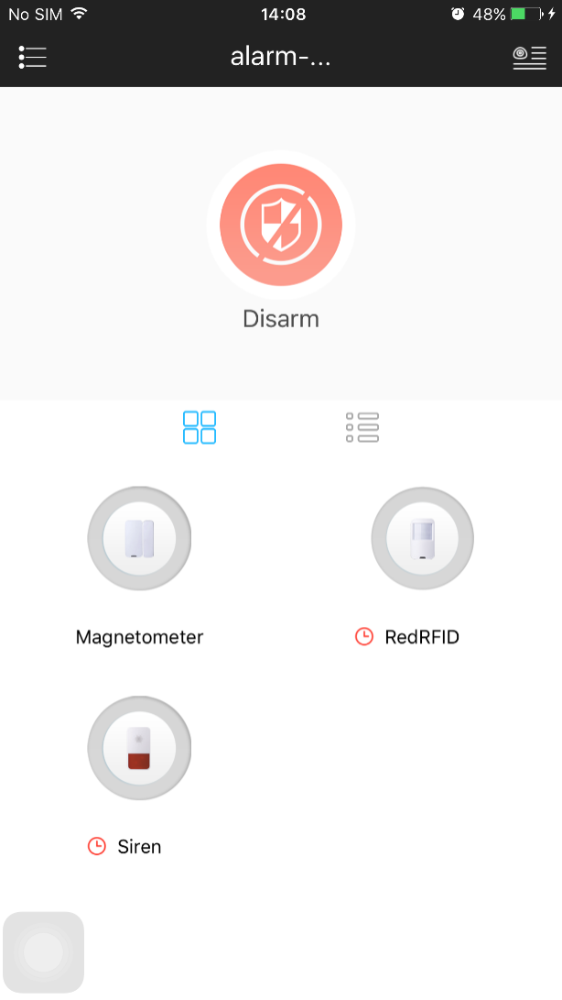 No SIM 14:08 48%
alarm-...
Disarm
Magnetometer RedRFID
Siren